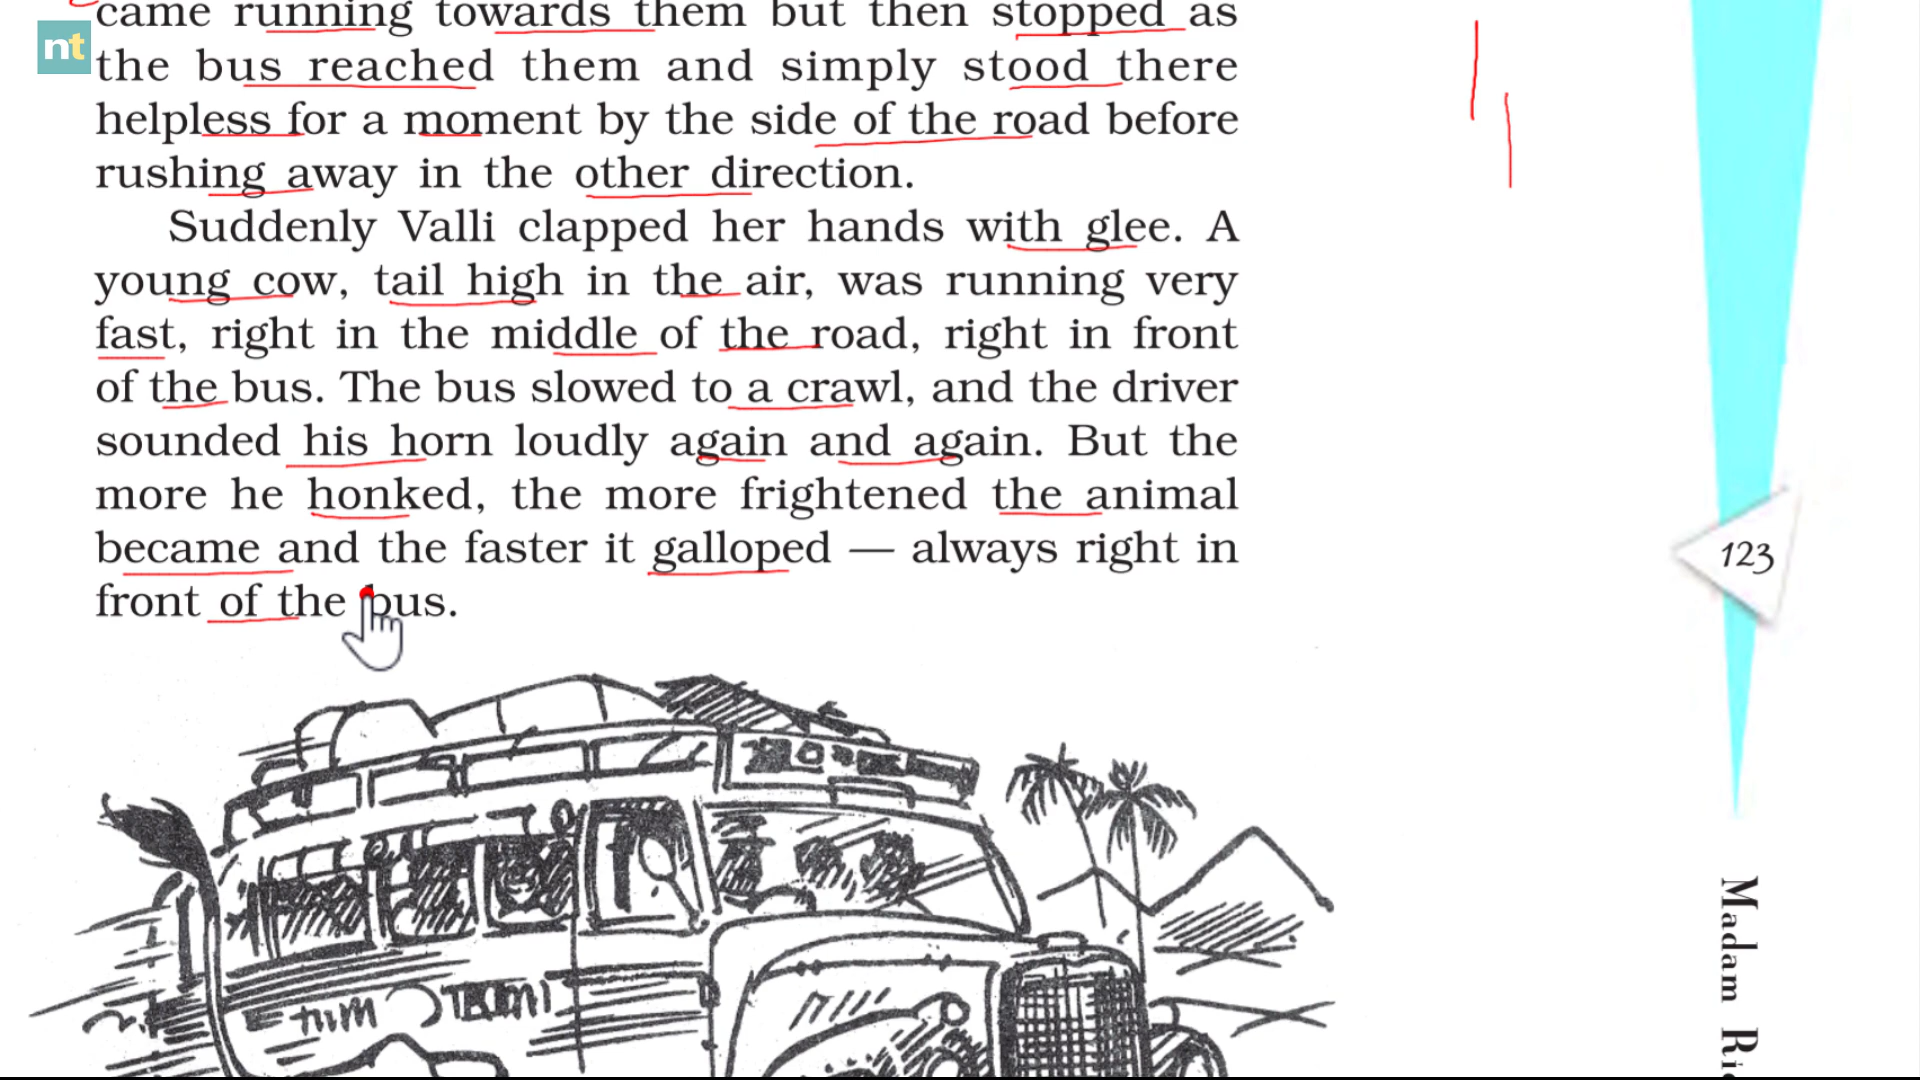 came running towards them but then stopped as
nt
the bus reached them and simply stood there
helpless for a moment by the side of the road before
rushing away in the other direction.
Suddenly Valli clapped her hands with glee. A
young cow, tail high in the air, was running very
fast, right in the middle of the road, right in front
of the bus. The bus slowed to a crawl, and the driver
sounded his horn loudly again and again. But the
more he honked, the more frightened the animal
became and the faster it galloped — always right in
front of the bus.
123
Madam